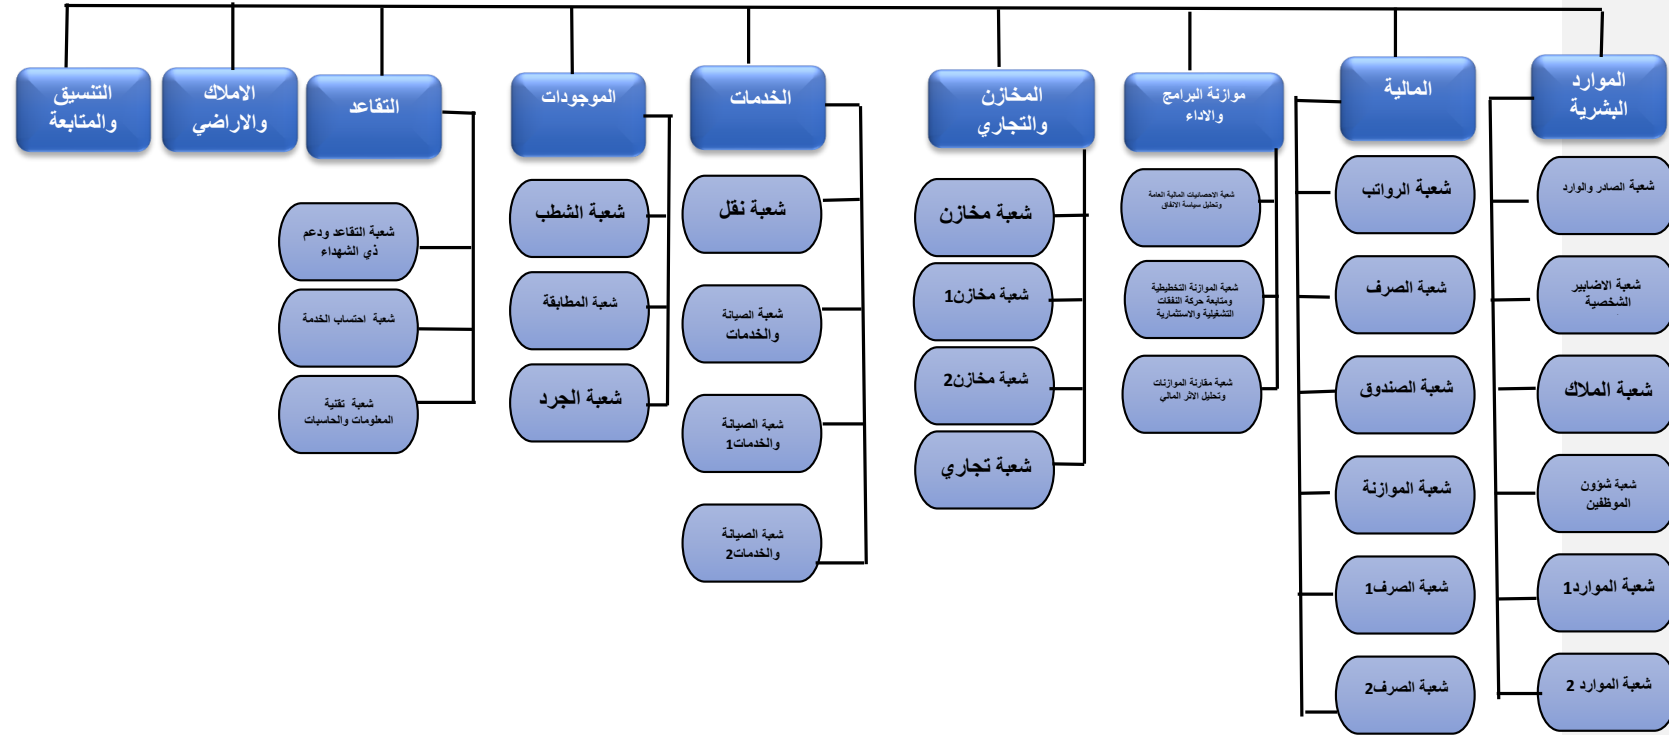 الموارد
البشرية
شعبة الصادر والوارد
شعبة الاضابير
الشخصية
شعبة الملاك
شعبة شؤون
الموظفين
شعبة الموارد1
شعبة الموارد 2
المالية
شعبة الرواتب
شعبة الصرف
شعبة الصندوق
شعبة الموازنة
شعبة الصرف1
شعبة الصرف2
موازنة البرامج
والاداء
شعبة الاحصائيات المالية العامة
وتحليل سياسة الانفاق
شعبة الموازنة التخطيطية
ومتابعة حركة النفقات
التشغيلية والاستثمارية
شعبة مقارنة الموازنات
وتحليل الاثر المالي
المخازن
والتجاري
شعبة مخازن
شعبة مخازن1
شعبة مخازن2
شعبة تجاري
الخدمات
شعبة نقل
شعبة الصيانة
والخدمات
شعبة الصيانة
والخدمات1
شعبة الصيانة
والخدمات2
الموجودات
شعبة الشطب
شعبة المطابقة
شعبة الجرد
التقاعد
شعبة التقاعد ودعم
ذي الشهداء
شعبة احتساب الخدمة
شعبة تقنية
المعلومات والحاسبات
الاملاك
والاراضي
التنسيق
والمتابعة